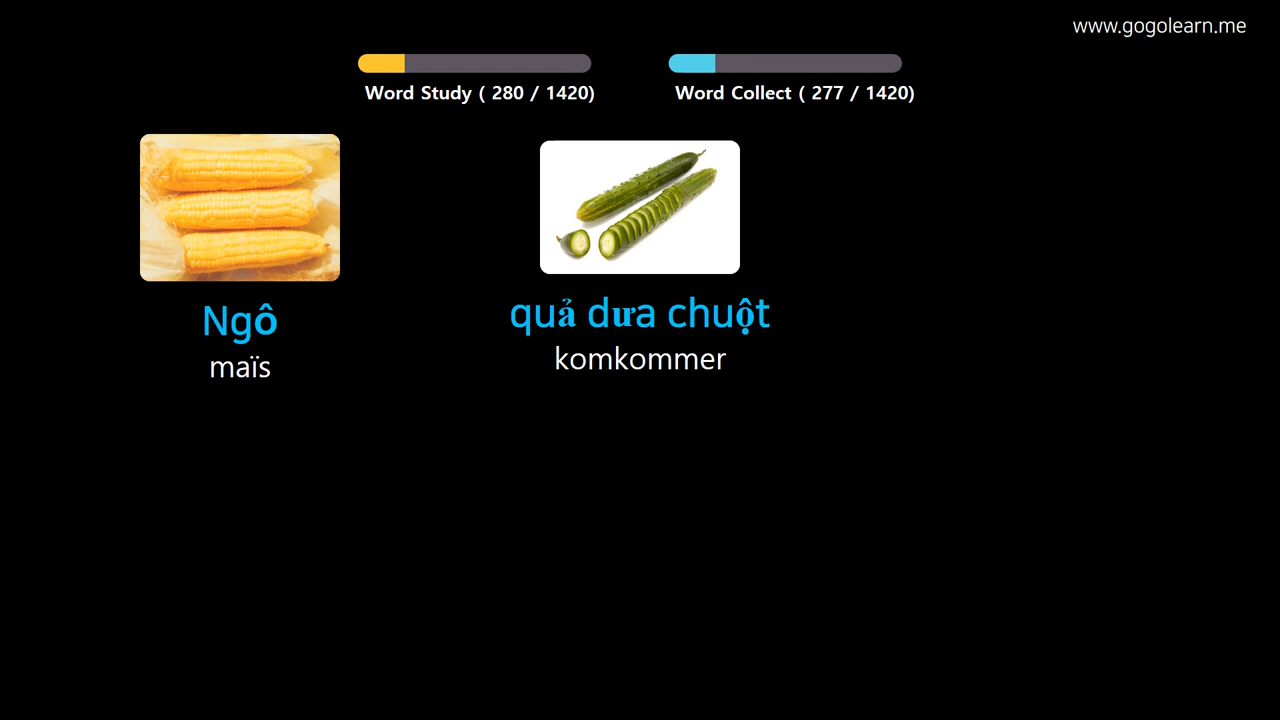 www.gogolearn.me
Word Study ( 280 / 1420)
Word Collect ( 277 / 1420)
Ngô
maïs
quả dưa chuột
komkommer